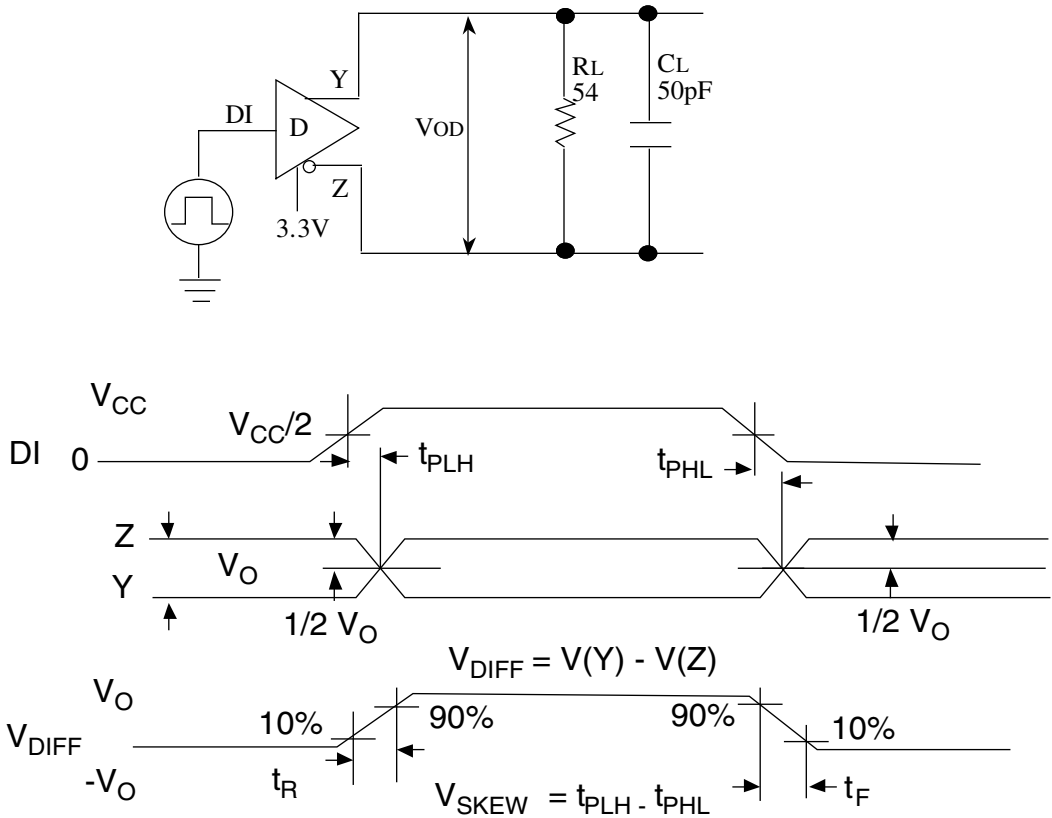 Y
RL
54
CL
50pF
DI
D
VOD
Z
3.3V
VCC
VCC/2
DI 0
tPLH
tPHL
Z
VO
Y
1/2 VO
1/2 VO
VDIFF = V(Y) - V(Z)
VO
10%
90%
90%
10%
VDIFF
-VO
tR
tF
VSKEW = tPLH - tPHL